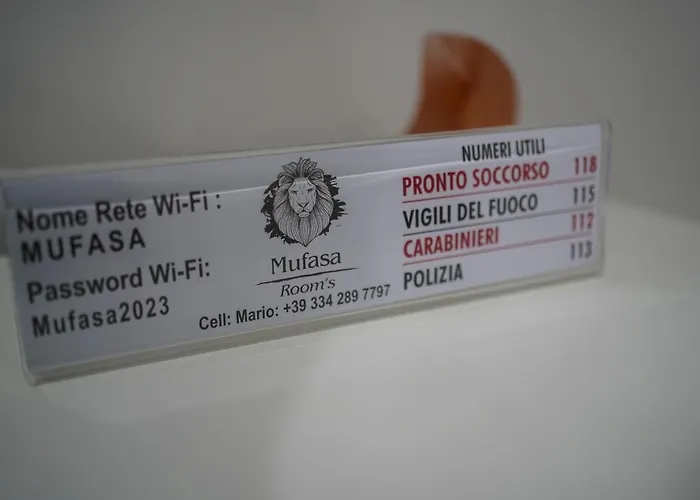 Nome Rete Wi-Fi :
MUFASA
Password Wi-Fi:
Mufasa2023
Mufasa
Room's
Cell: Mario: +39 334 289 7797
NUMERI UTILI
PRONTO SOCCORSO 118
VIGILI DEL FUOCO 115
CARABINIERI 112
POLIZIA 113